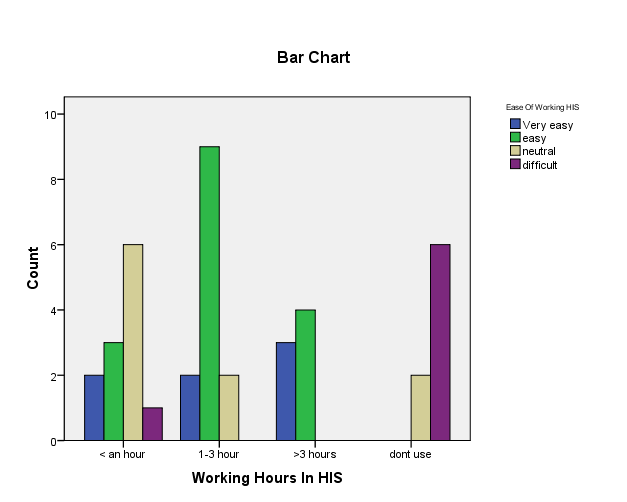 Bar Chart
Ease Of Working HIS
Very easy
easy
neutral
difficult
10
8
6
4
2
0
Count
< an hour
1-3 hour
>3 hours
dont use
Working Hours In HIS